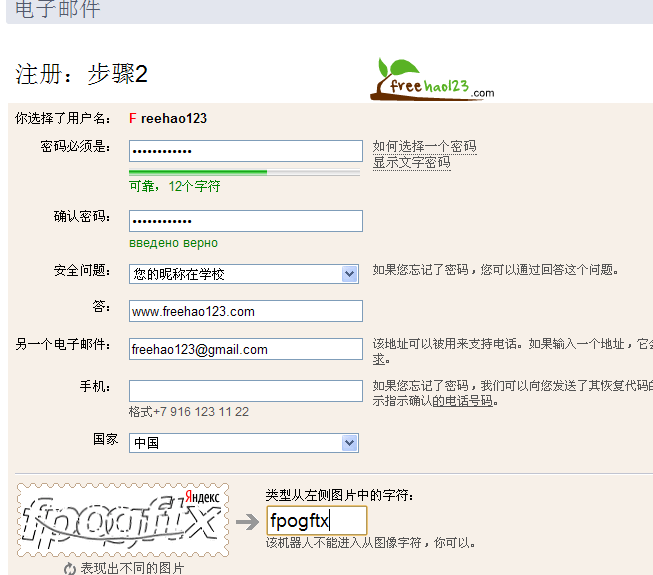 电子邮件
注册：步骤2
freehao123.com
你选择了用户名： F reehao123
密码必须是： •••••••••••• 如何选择一个密码
显示文字密码
可靠，12个字符
确认密码： ••••••••••••
введено верно
安全问题： 您的昵称在学校 如果您忘记了密码，您可以通过回答这个问题。
答： www.freehao123.com
另一个电子邮件： freehao123@gmail.com 该地址可以被用来支持电话。如果输入一个地址，它会
求。
手机： 如果您忘记了密码，我们可以向您发送了其恢复代码的
格式+7 916 123 11 22 示指示确认的电话号码。
国家 中国
Яндекс
类型从左侧图片中的字符：
fpogftx fpogftx
该机器人不能进入从图像字符，你可以。
表现出不同的图片